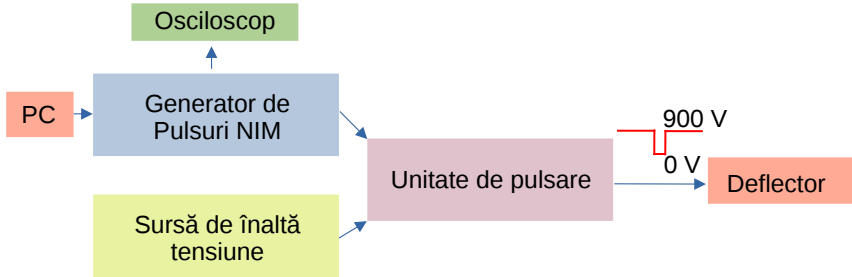 Osciloscop
PC
Generator de
Pulsuri NIM
900 V
0 V
Unitate de pulsare
Deflector
Sursă de înaltă
tensiune